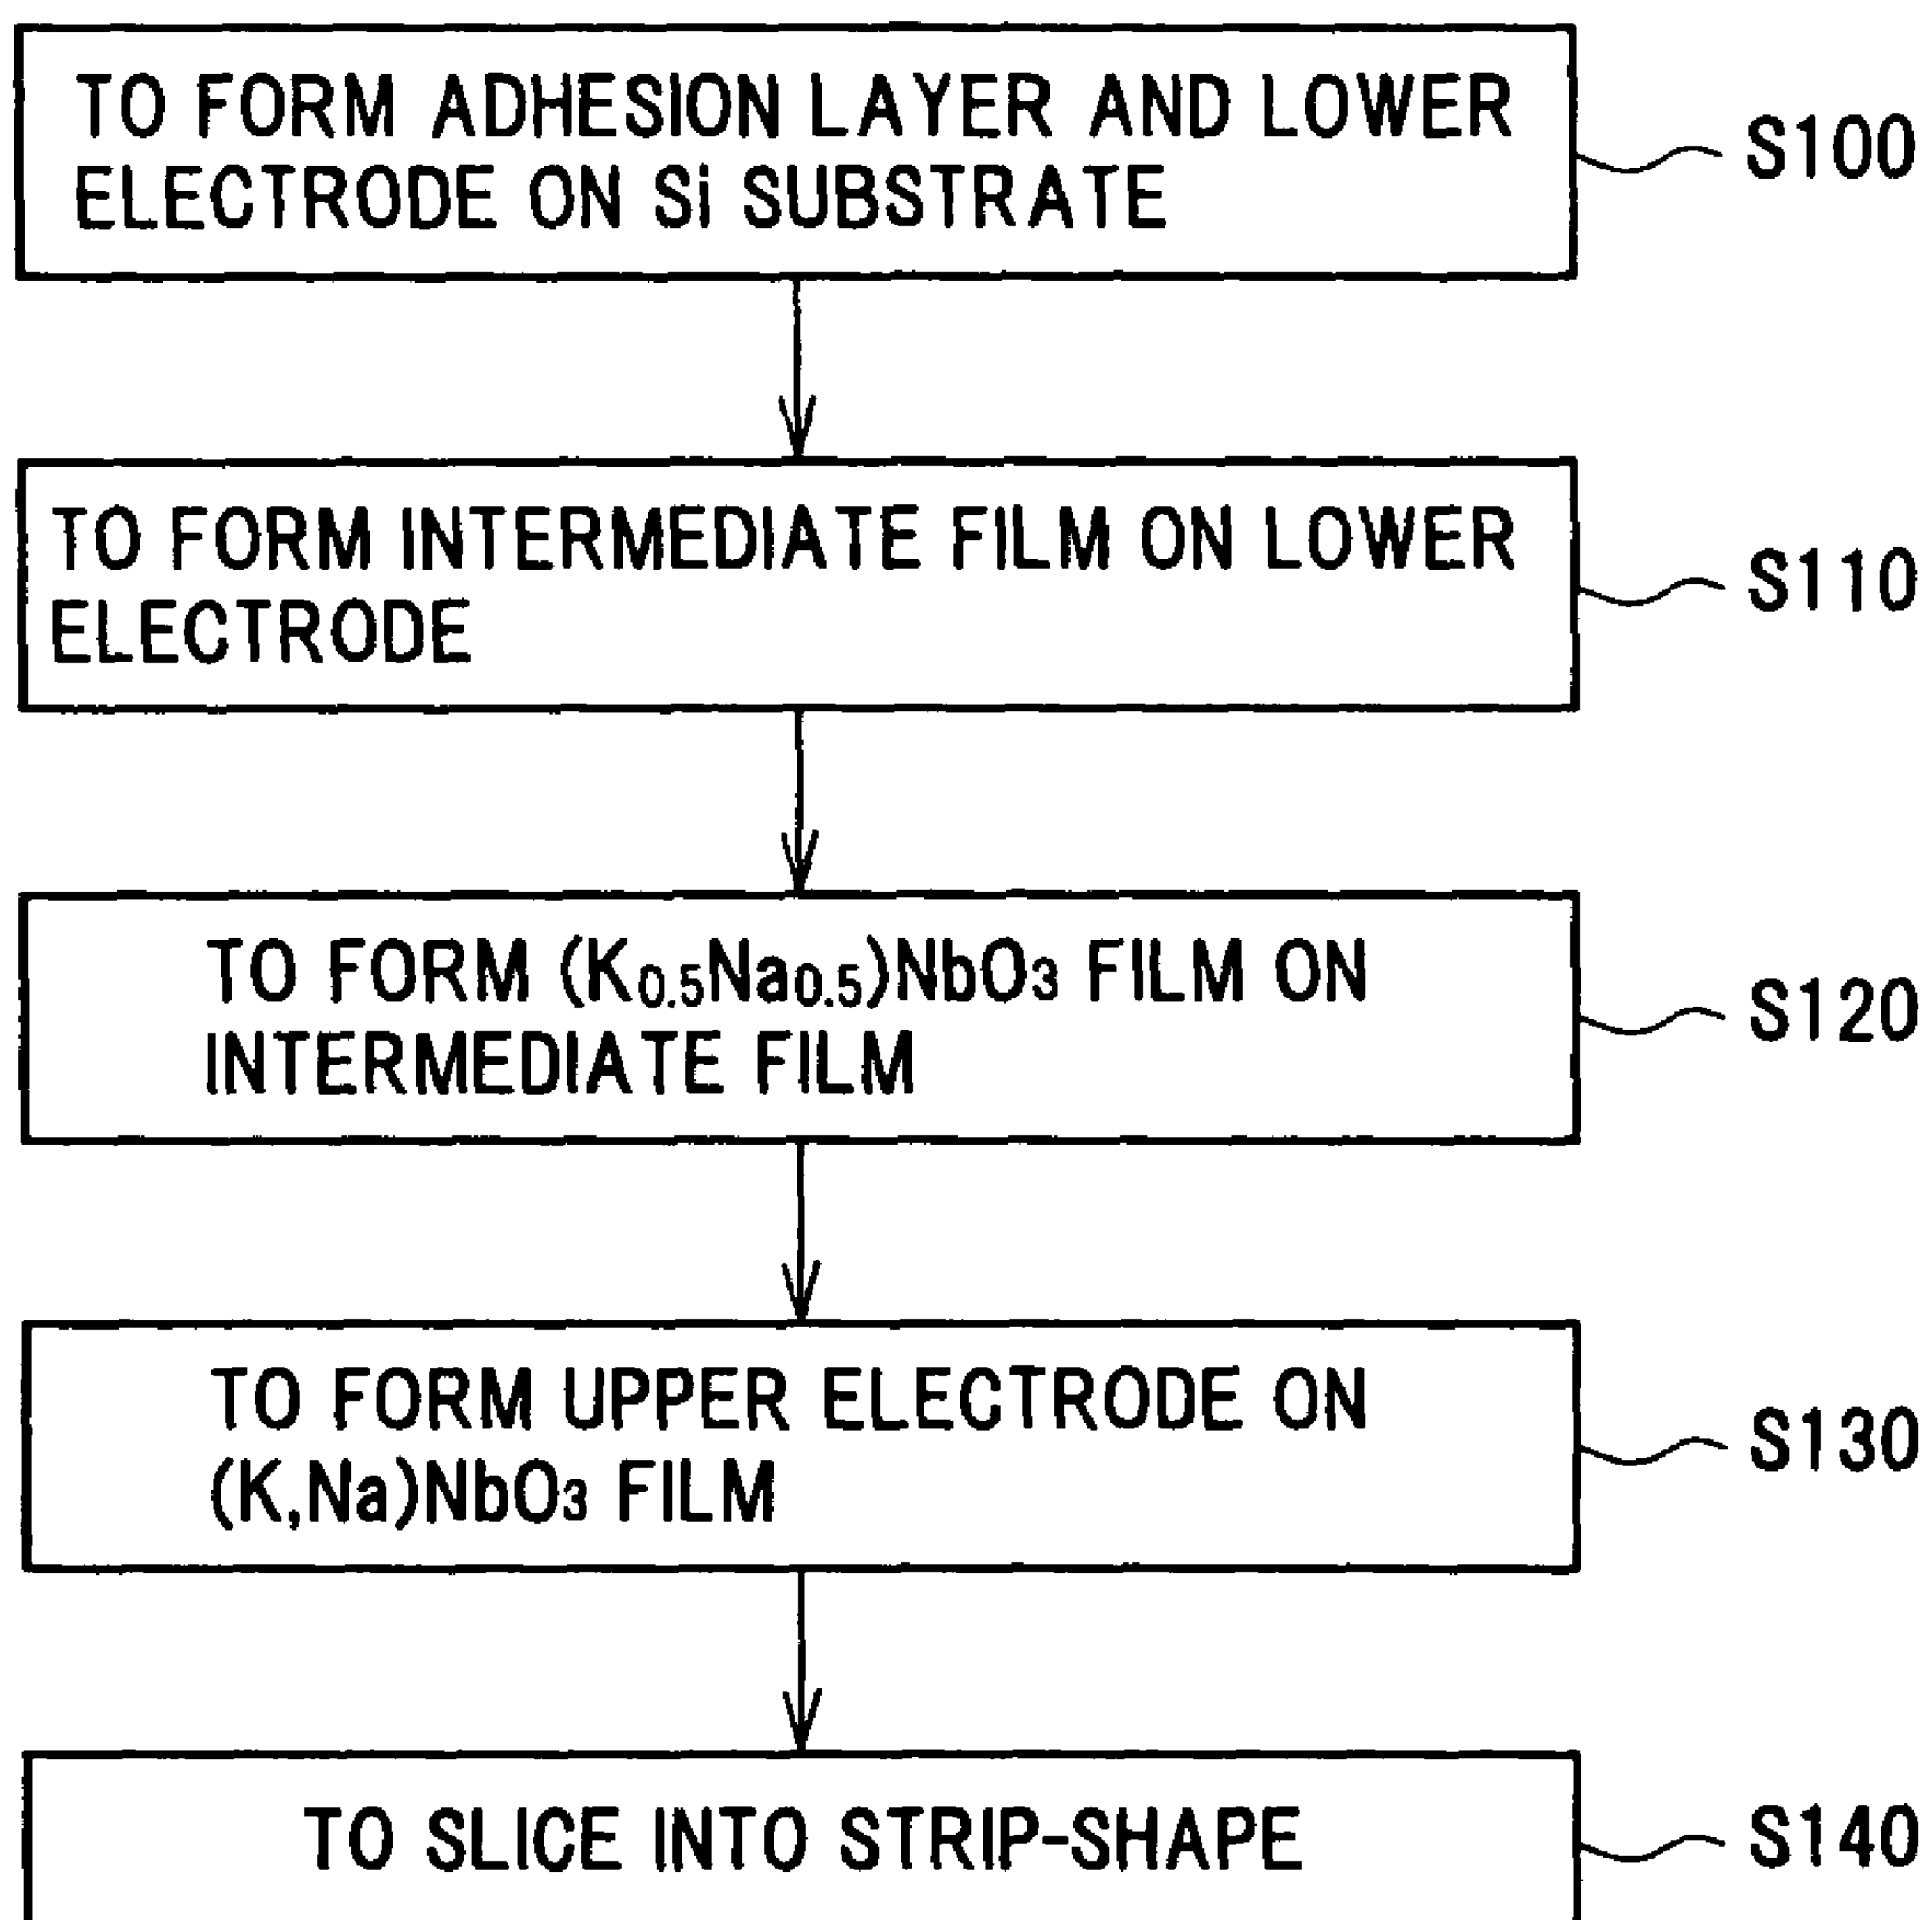 TO FORM ADHESION LAYER AND LOWER
ELECTRODE ON Si SUBSTRATE
S100
TO FORM INTERMEDIATE FILM ON LOWER
ELECTRODE
S110
TO FORM (K0.5Na0.5)NbO3 FILM ON
INTERMEDIATE FILM
S120
TO FORM UPPER ELECTRODE ON
(K,Na)NbO3 FILM
S130
TO SLICE INTO STRIP-SHAPE
S140